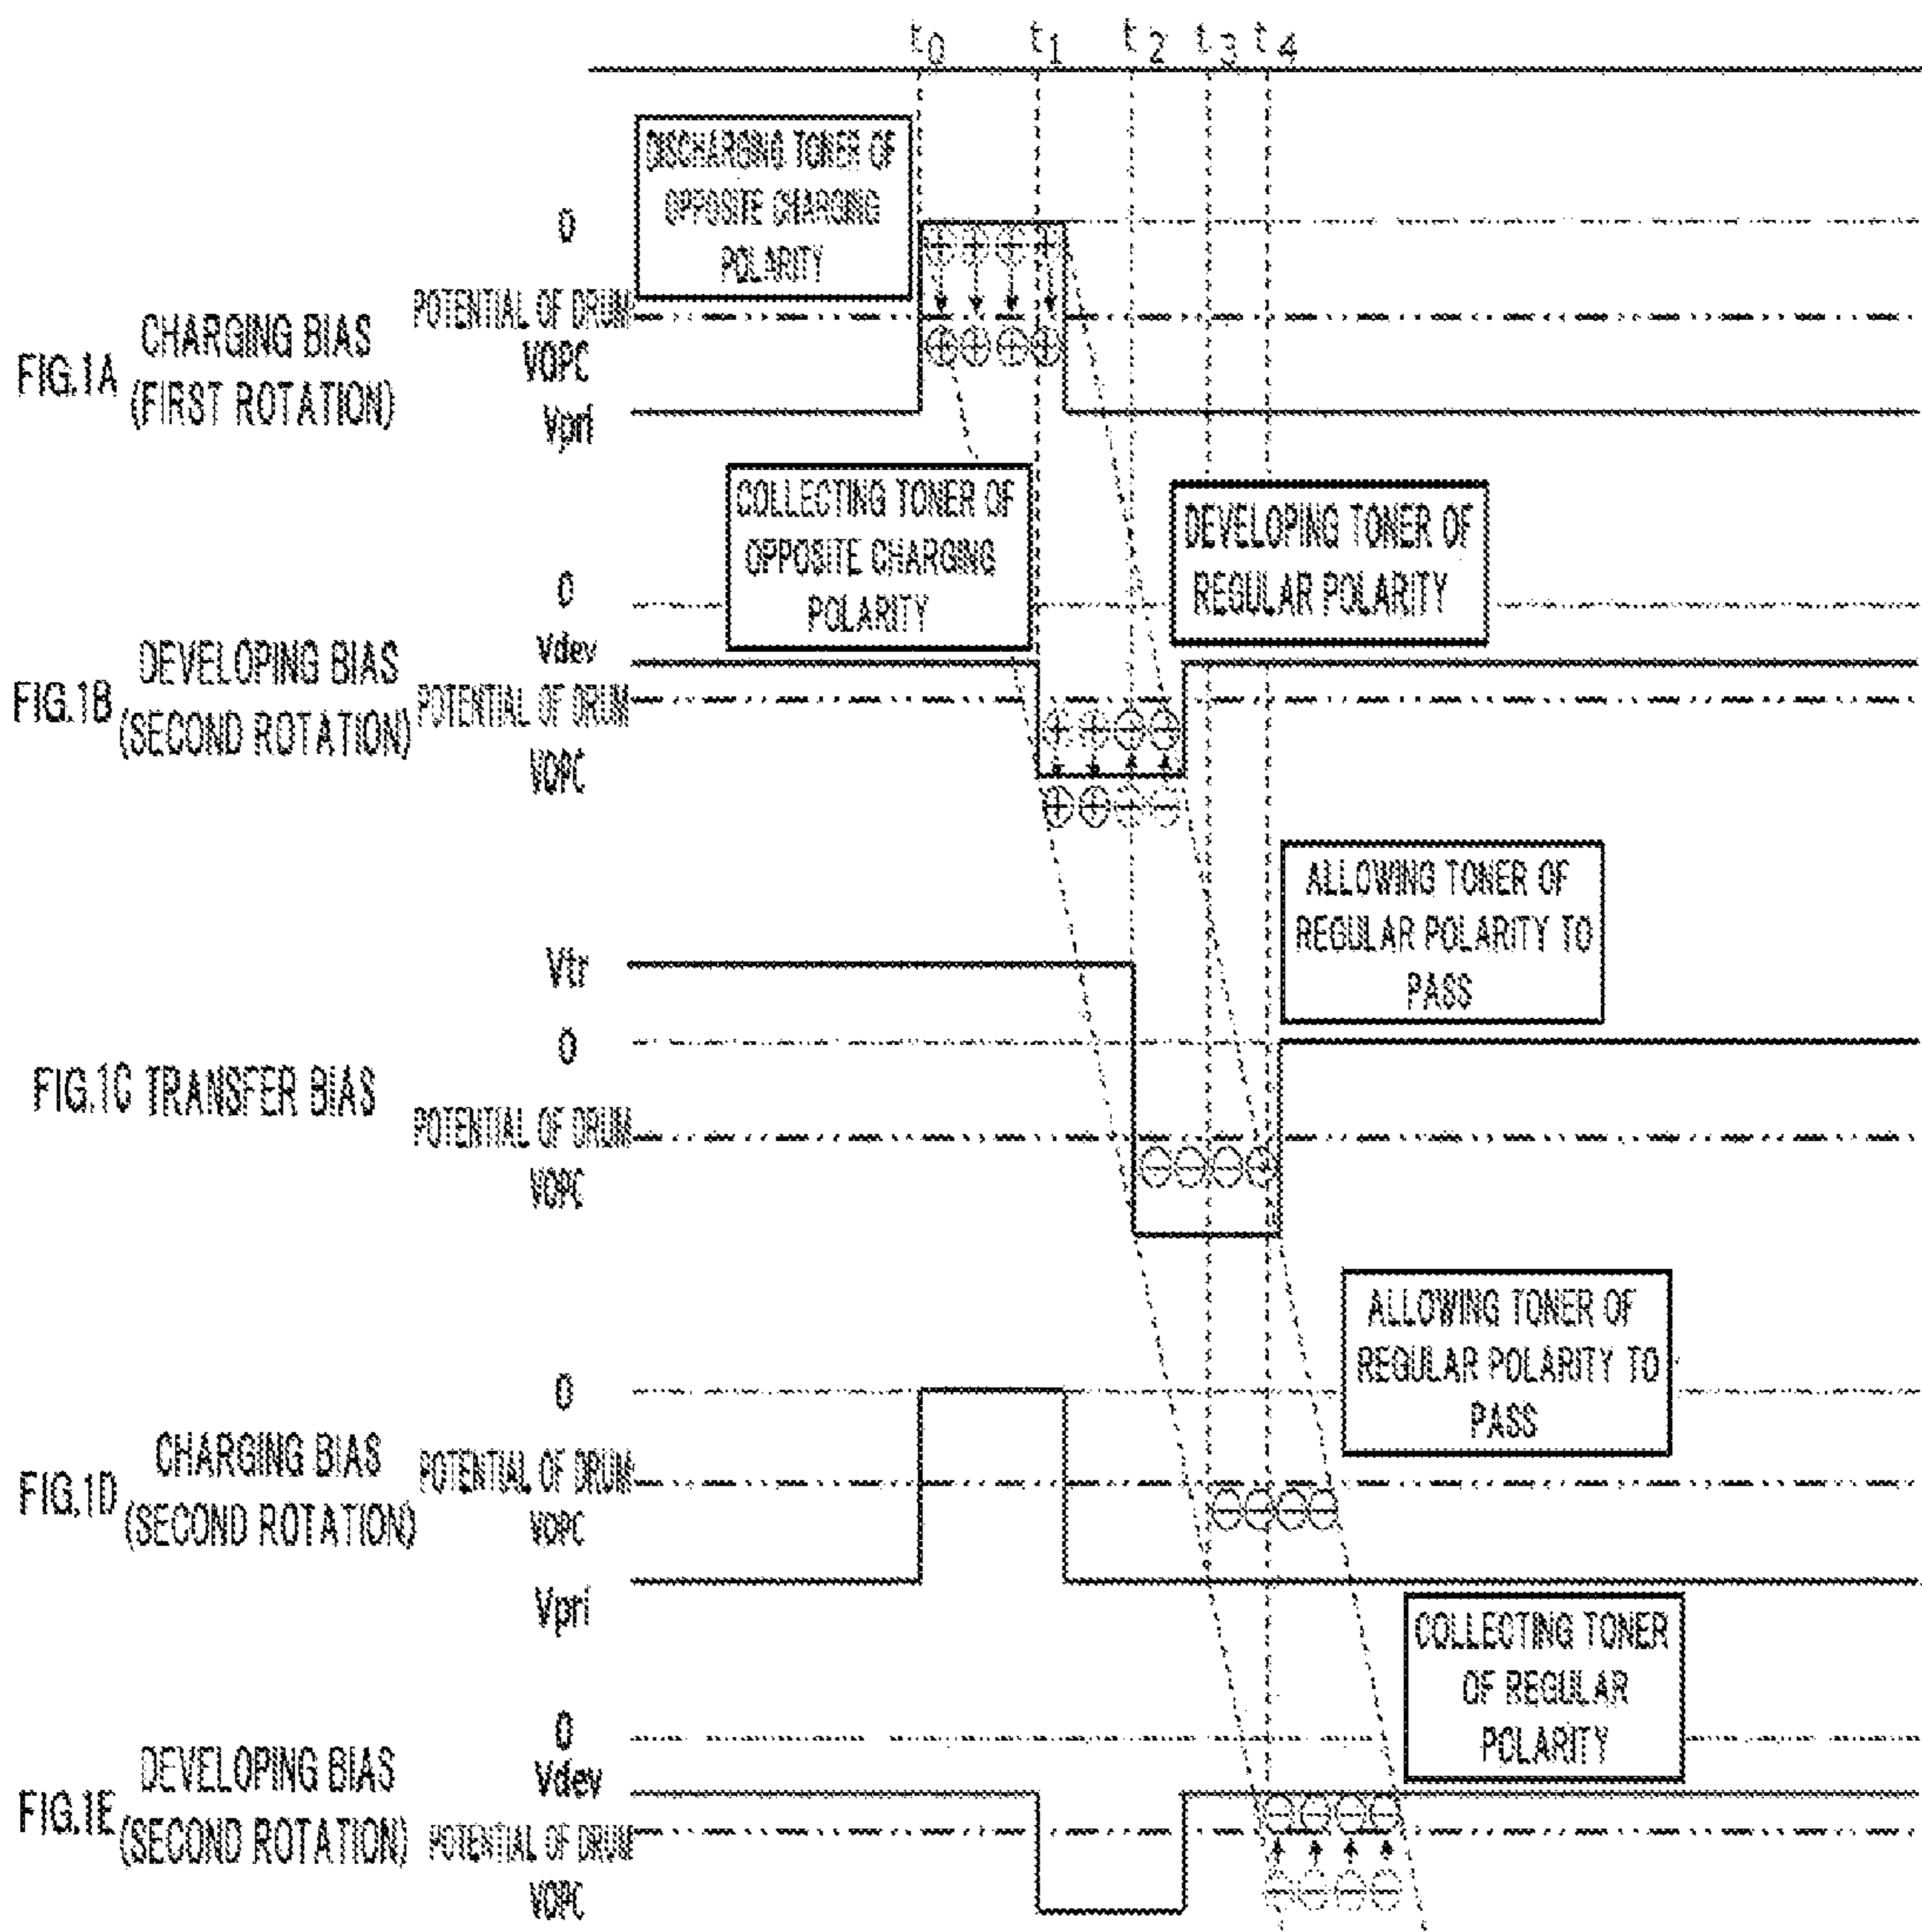 t0 t1 t2 t3 t4
DISCHARGING TONER OF
OPPOSITE CHARGING
POLARITY
0
POTENTIAL OF DRUM
VOPC
Vpri
FIG.1A
CHARGING BIAS
(FIRST ROTATION)
COLLECTING TONER OF
OPPOSITE CHARGING
POLARITY
DEVELOPING TONER OF
REGULAR POLARITY
0
Vdev
POTENTIAL OF DRUM
VOPC
FIG.1B
DEVELOPING BIAS
(SECOND ROTATION)
ALLOWING TONER OF
REGULAR POLARITY TO
PASS
Vtr
0
FIG.1C TRANSFER BIAS
POTENTIAL OF DRUM
VOPC
ALLOWING TONER OF
REGULAR POLARITY TO
PASS
0
FIG.1D
CHARGING BIAS
(SECOND ROTATION)
POTENTIAL OF DRUM
VOPC
Vpri
COLLECTING TONER
OF REGULAR
POLARITY
0
Vdev
FIG.1E
DEVELOPING BIAS
(SECOND ROTATION)
POTENTIAL OF DRUM
VOPC